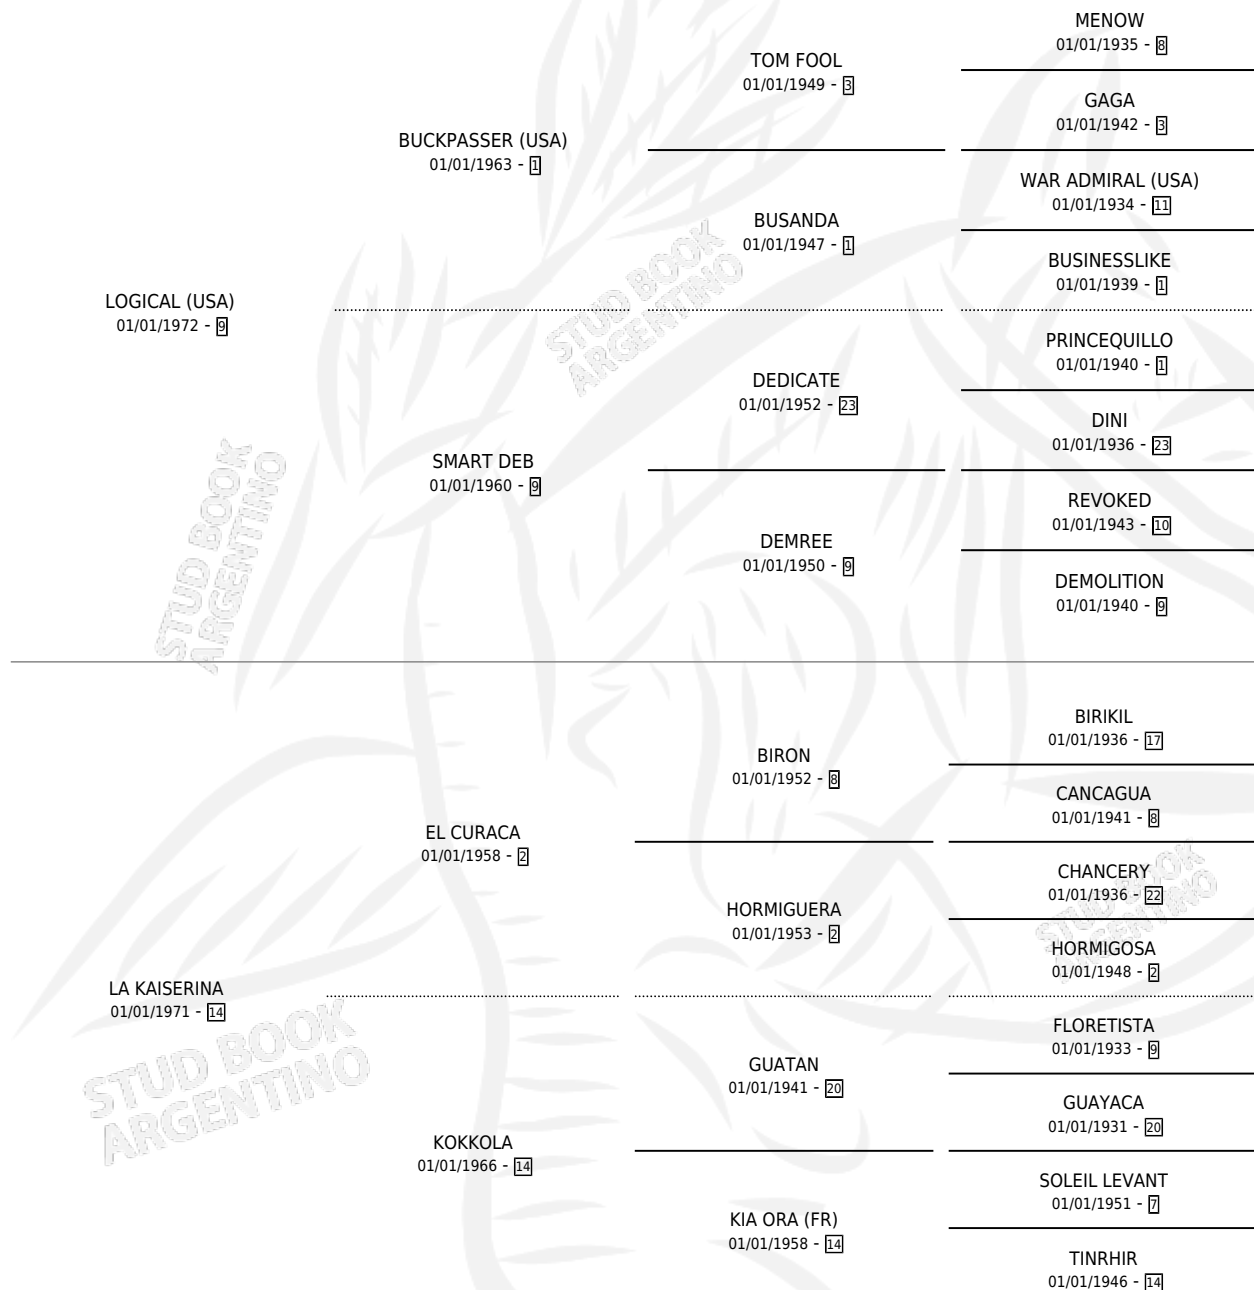 MENOW
01/01/1935 - 8
TOM FOOL
01/01/1949 - 3
GAGA
01/01/1942 - 3
BUCKPASSER (USA)
01/01/1963 - 1
WAR ADMIRAL (USA)
01/01/1934 - 11
BUSANDA
01/01/1947 - 1
BUSINESSLIKE
01/01/1939 - 1
LOGICAL (USA)
01/01/1972 - 9
PRINCEQUILLO
01/01/1940 - 1
DEDICATE
01/01/1952 - 23
DINI
01/01/1936 - 23
SMART DEB
01/01/1960 - 9
REVOKED
01/01/1943 - 10
DEMREE
01/01/1950 - 9
DEMOLITION
01/01/1940 - 9
BIRIKIL
01/01/1936 - 17
BIRON
01/01/1952 - 8
CANCAGUA
01/01/1941 - 8
EL CURACA
01/01/1958 - 2
CHANCERY
01/01/1936 - 22
HORMIGUERA
01/01/1953 - 2
HORMIGOSA
01/01/1948 - 2
LA KAISERINA
01/01/1971 - 14
FLORETISTA
01/01/1933 - 9
GUATAN
01/01/1941 - 20
GUAYACA
01/01/1931 - 20
KOKKOLA
01/01/1966 - 14
SOLEIL LEVANT
01/01/1951 - 7
KIA ORA (FR)
01/01/1958 - 14
TINRHIR
01/01/1946 - 14
STUD BOOK
ARGENTINO
STUD BOOK
ARGENTINO
STUD BOOK
ARGENTINO
STUD BOOK
ARGENTINO